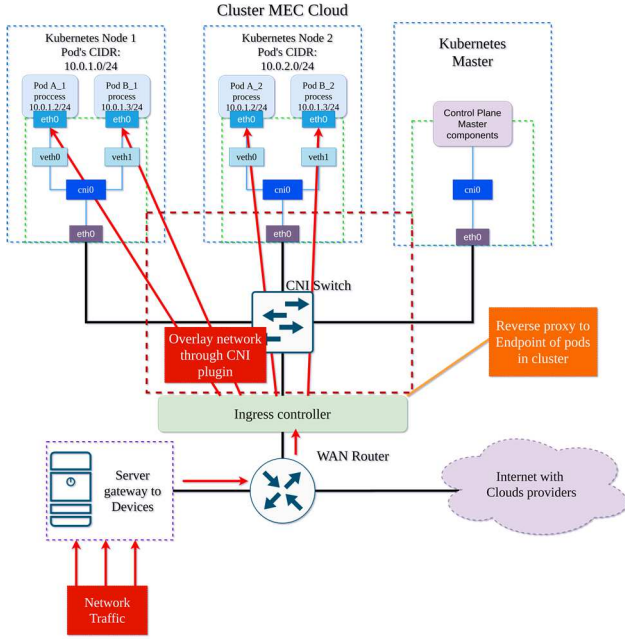 Cluster MEC Cloud
Kubernetes Node 1
Pod's CIDR:
10.0.1.0/24
Pod A_1
proccess
10.0.1.2/24
eth0
Pod B_1
process
10.0.1.3/24
eth0
veth0
veth1
cni0
eth0
Kubernetes Node 2
Pod's CIDR:
10.0.2.0/24
Pod A_2
process
10.0.1.2/24
eth0
Pod B_2
process
10.0.1.3/24
eth0
veth0
veth1
cni0
eth0
Kubernetes
Master
Control Plane
Master
components
cni0
eth0
CNI Switch
Overlay network
through CNI
plugin
Reverse proxy to
Endpoint of pods
in cluster
Ingress controller
WAN Router
Server
gateway to
Devices
Internet with
Clouds providers
Network
Traffic